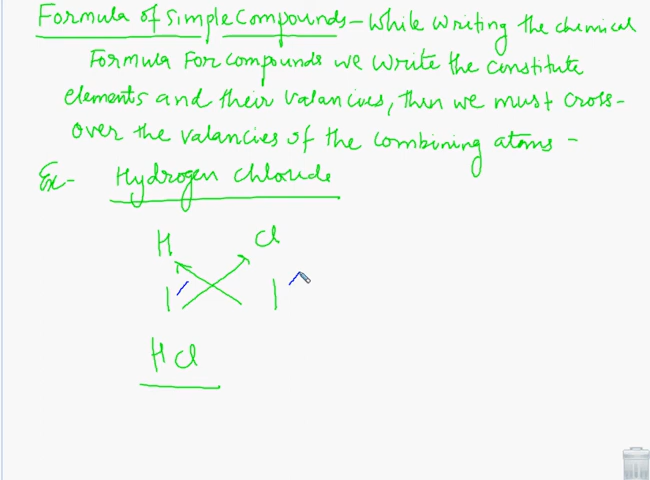 Formula of Simple Compounds - While writing the chemical
Formula For compounds we write the constitute
elements and their valancies, then we must cross-
over the valancies of the combining atoms -
Ex- Hydrogen Chloride
H Cl
1 1
HCl